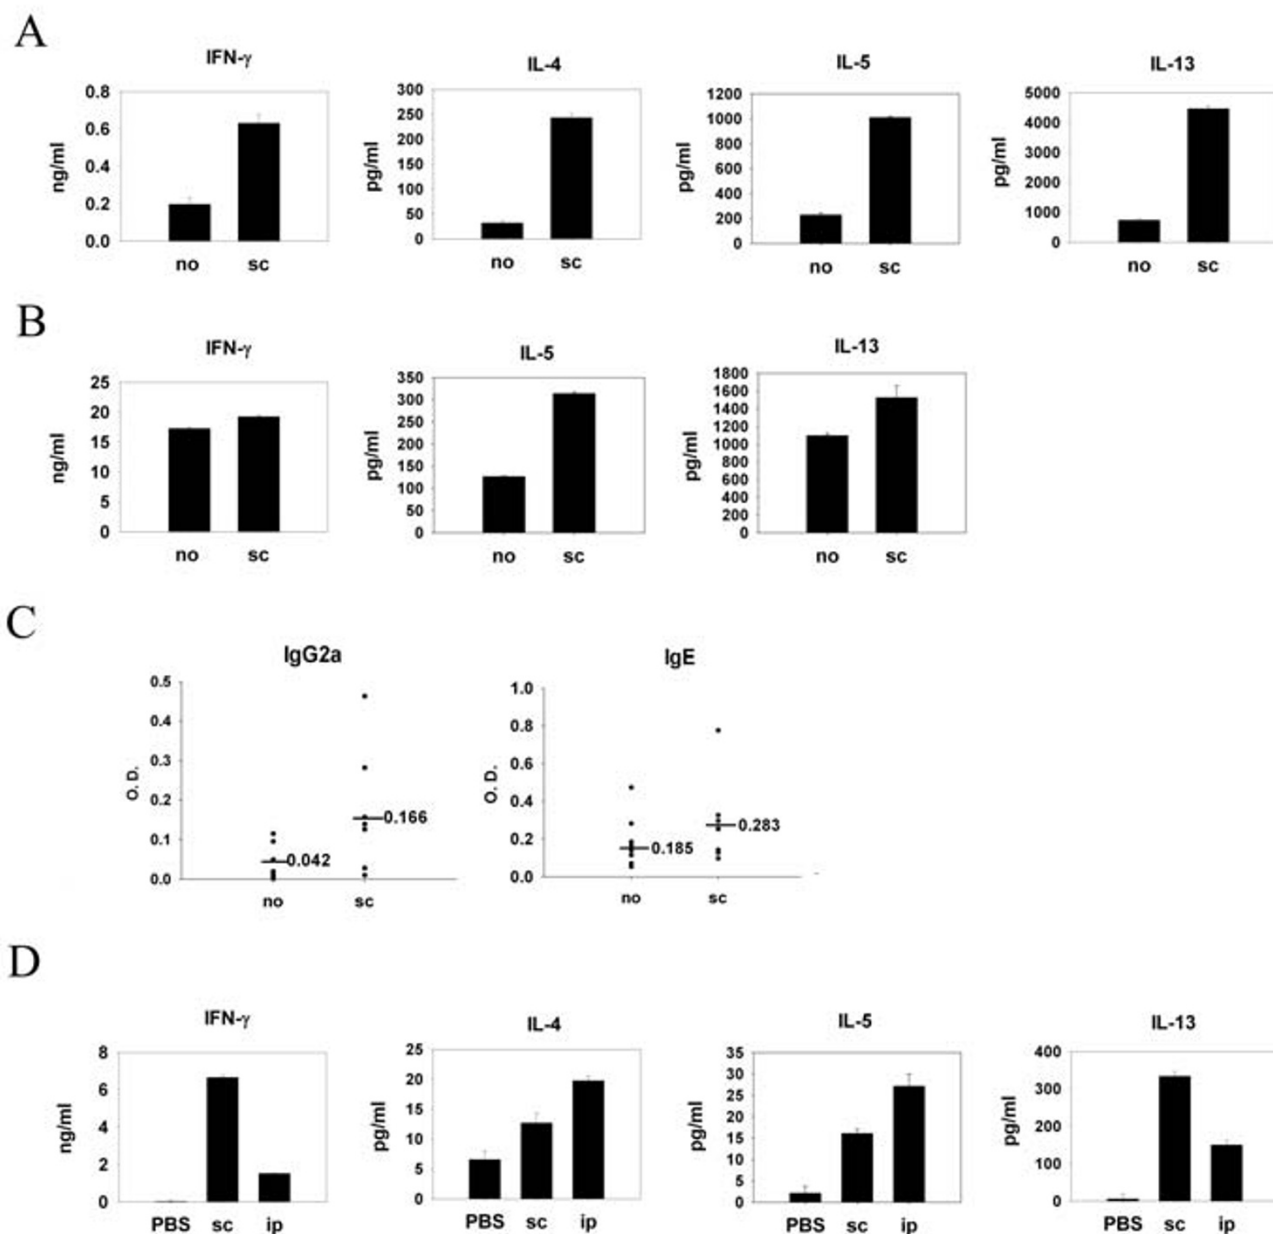 A
IFN-γ IL-4 IL-5 IL-13
ng/ml 0.8 0.6 0.4 0.2 0.0 no sc
pg/ml 300 250 200 150 100 50 0 no sc
pg/ml 1200 1000 800 600 400 200 0 no sc
pg/ml 5000 4000 3000 2000 1000 0 no sc
B
IFN-γ IL-5 IL-13
ng/ml 25 20 15 10 5 0 no sc
pg/ml 350 300 250 200 150 100 50 0 no sc
pg/ml 1800 1600 1400 1200 1000 800 600 400 200 0 no sc
C
IgG2a IgE
O. D. 0.5 0.4 0.3 0.2 0.1 0.0 0.042 0.166 no sc
O. D. 1.0 0.8 0.6 0.4 0.2 0.0 0.185 0.283 no sc
D
IFN-γ IL-4 IL-5 IL-13
ng/ml 8 6 4 2 0 PBS sc ip
pg/ml 25 20 15 10 5 0 PBS sc ip
pg/ml 35 30 25 20 15 10 5 0 PBS sc ip
pg/ml 400 300 200 100 0 PBS sc ip